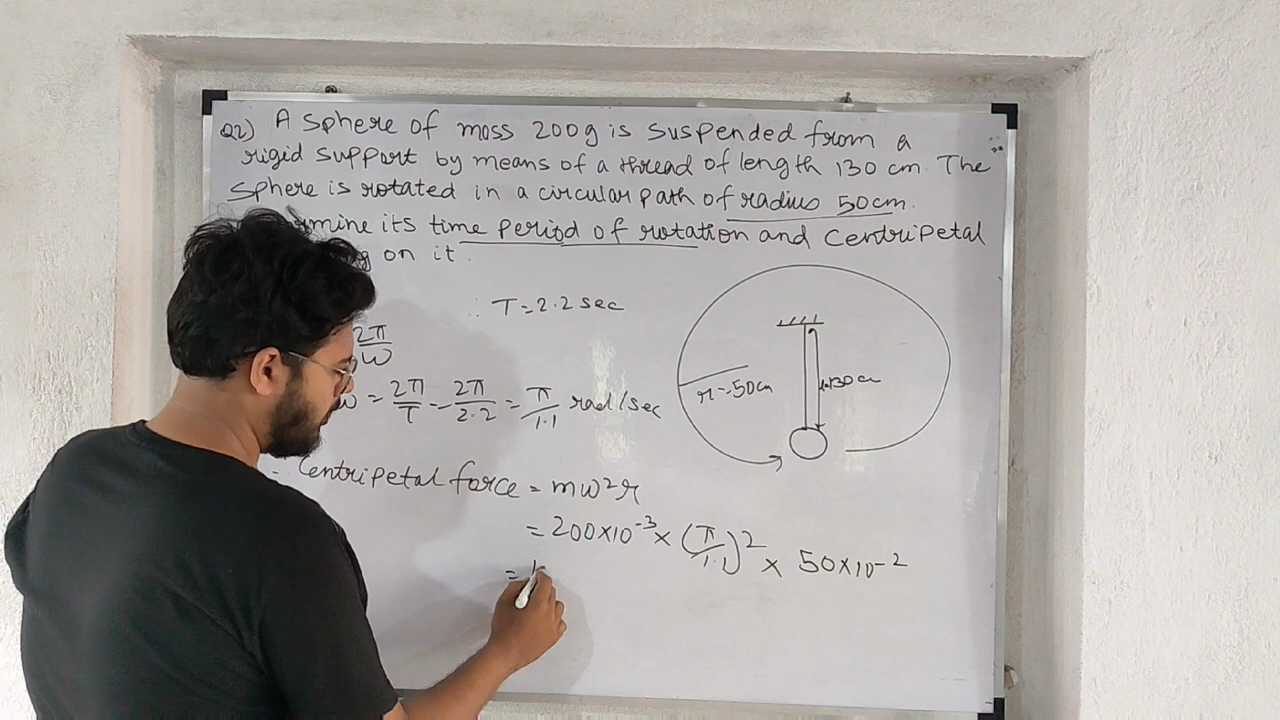 Q2) A sphere of mass 200g is suspended from a
rigid support by means of a thread of length 130 cm. The
sphere is rotated in a circular path of radius 50cm.
its time period of rotation and centripetal
on it.
∴ T=2.2 sec
2π/ω
ω = 2π/T = 2π/2.2 = π/1.1 rad/sec
r=50cm
l=130cm
∴ Centripetal force = mω²r
= 200×10⁻³ × (π/1.1)² × 50×10⁻²
=